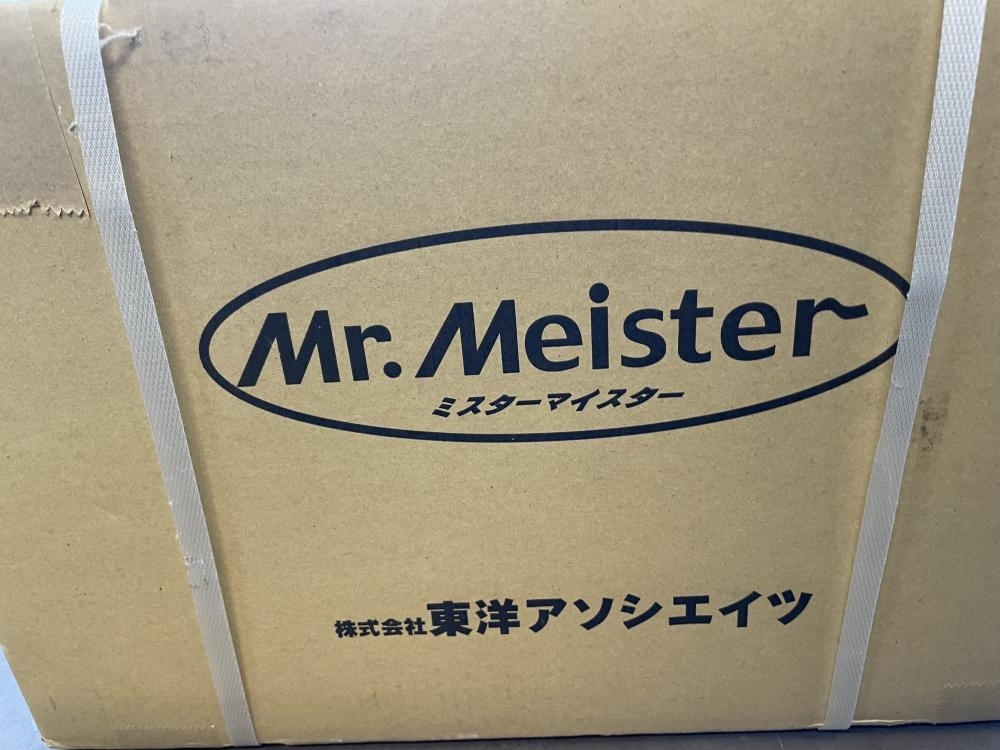 Mr. Meister
ミスターマイスター
株式会社東洋アソシエイツ